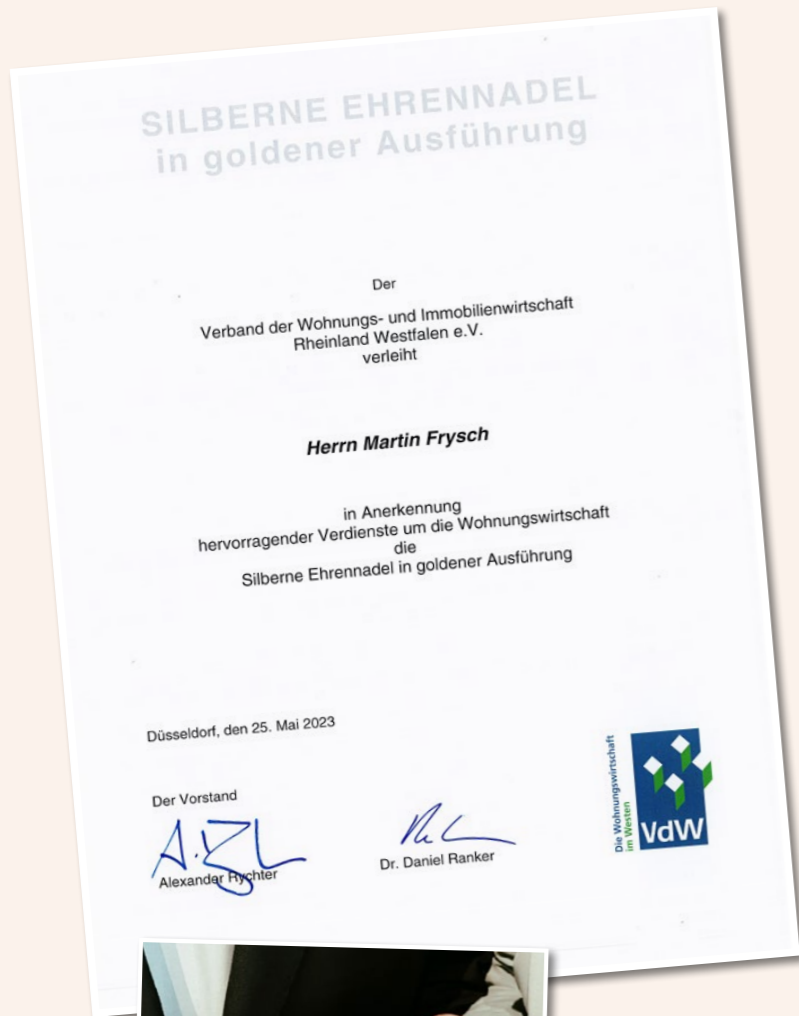 SILBERNE EHRENNADEL
in goldener Ausführung
Der
Verband der Wohnungs- und Immobilienwirtschaft
Rheinland Westfalen e.V.
verleiht
Herrn Martin Frysch
in Anerkennung
hervorragender Verdienste um die Wohnungswirtschaft
die
Silberne Ehrennadel in goldener Ausführung
Düsseldorf, den 25. Mai 2023
Der Vorstand
Alexander Rychter
Dr. Daniel Ranker
Die Wohnungswirtschaft
im Westen
VdW